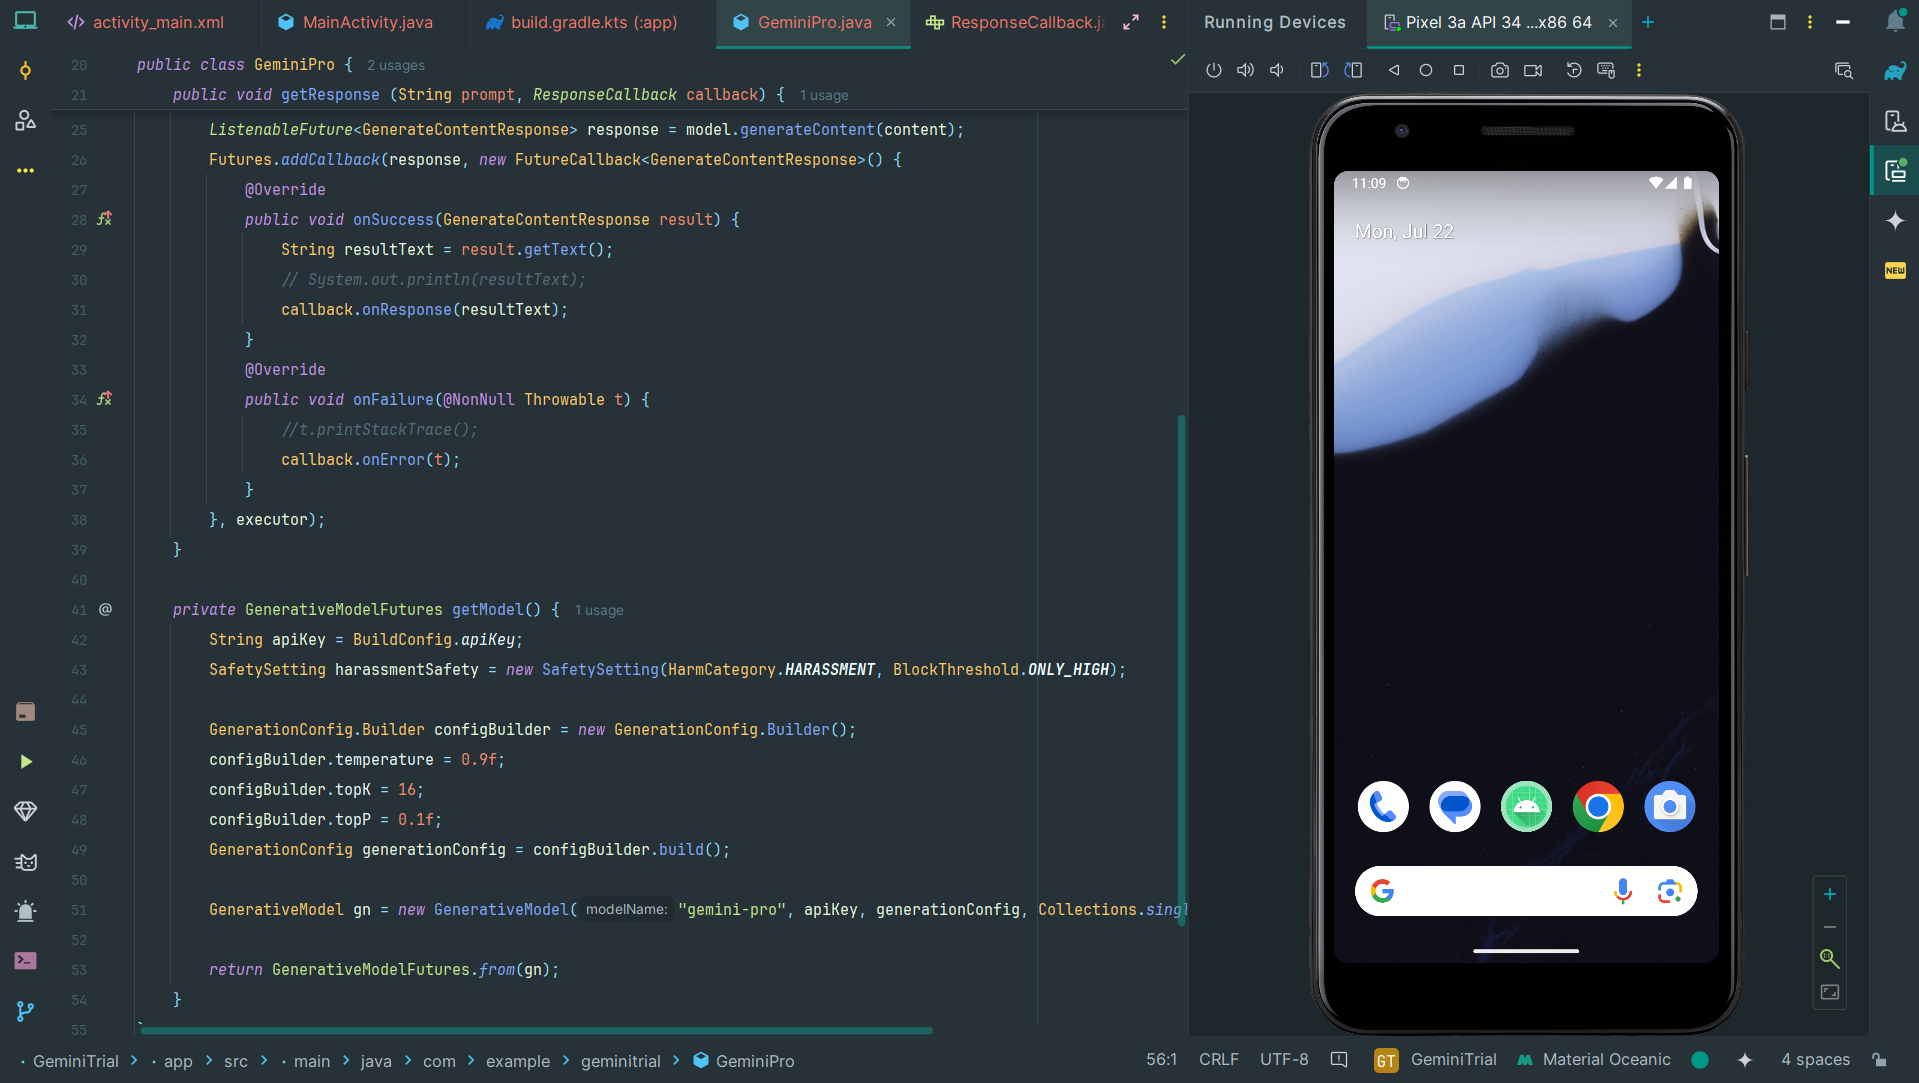 activity_main.xml MainActivity.java build.gradle.kts (:app) GeminiPro.java ResponseCallback.ja
Running Devices Pixel 3a API 34 ...x86 64
20 public class GeminiPro { 2 usages
21 public void getResponse (String prompt, ResponseCallback callback) { 1 usage
25 ListenableFuture<GenerateContentResponse> response = model.generateContent(content);
26 Futures.addCallback(response, new FutureCallback<GenerateContentResponse>() {
27 @Override
28 public void onSuccess(GenerateContentResponse result) {
29 String resultText = result.getText();
30 // System.out.println(resultText);
31 callback.onResponse(resultText);
32 }
33 @Override
34 public void onFailure(@NonNull Throwable t) {
35 //t.printStackTrace();
36 callback.onError(t);
37 }
38 }, executor);
39 }
40
41 @ private GenerativeModelFutures getModel() { 1 usage
42 String apiKey = BuildConfig.apiKey;
43 SafetySetting harassmentSafety = new SafetySetting(HarmCategory.HARASSMENT, BlockThreshold.ONLY_HIGH);
44
45 GenerationConfig.Builder configBuilder = new GenerationConfig.Builder();
46 configBuilder.temperature = 0.9f;
47 configBuilder.topK = 16;
48 configBuilder.topP = 0.1f;
49 GenerationConfig generationConfig = configBuilder.build();
50
51 GenerativeModel gn = new GenerativeModel( modelName: "gemini-pro", apiKey, generationConfig, Collections.singl
52
53 return GenerativeModelFutures.from(gn);
54 }
55
11:09
Mon, Jul 22
NEW
GeminiTrial > app > src > main > java > com > example > geminitrial > GeminiPro
56:1 CRLF UTF-8 GT GeminiTrial Material Oceanic 4 spaces